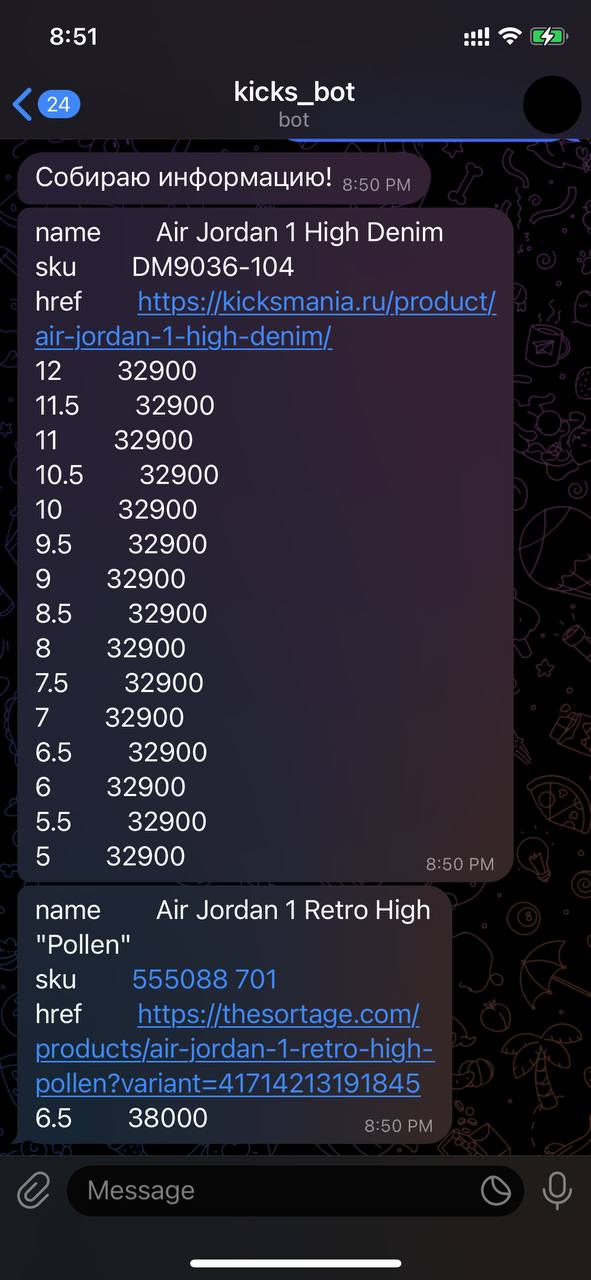 8:51
24
kicks_bot
bot
Собираю информацию! 8:50 PM
name Air Jordan 1 High Denim
sku DM9036-104
href https://kicksmania.ru/product/
air-jordan-1-high-denim/
12 32900
11.5 32900
11 32900
10.5 32900
10 32900
9.5 32900
9 32900
8.5 32900
8 32900
7.5 32900
7 32900
6.5 32900
6 32900
5.5 32900
5 32900
8:50 PM
name Air Jordan 1 Retro High
"Pollen"
sku 555088 701
href https://thesortage.com/
products/air-jordan-1-retro-high-
pollen?variant=41714213191845
6.5 38000 8:50 PM
Message